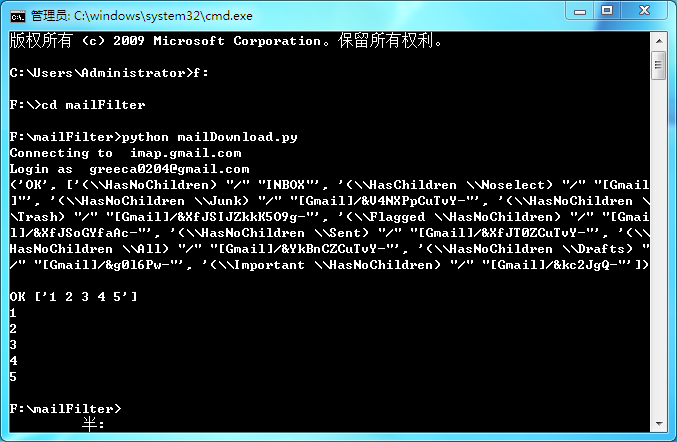 管理员: C:\windows\system32\cmd.exe
版权所有 (c) 2009 Microsoft Corporation。保留所有权利。
C:\Users\Administrator>f:
F:\>cd mailFilter
F:\mailFilter>python mailDownload.py
Connecting to  imap.gmail.com
Login as  greeca0204@gmail.com
('OK', ['(\\HasNoChildren) "/" "INBOX"', '(\\HasChildren \\Noselect) "/" "[Gmail
]"', '(\\HasNoChildren \\Junk) "/" "[Gmail]/&V4NXPpCuTvY-"', '(\\HasNoChildren \
\Trash) "/" "[Gmail]/&XfJSIJZkkK5O9g-"', '(\\Flagged \\HasNoChildren) "/" "[Gmai
l]/&XfJSoGYfaAc-"', '(\\HasNoChildren \\Sent) "/" "[Gmail]/&XfJT0ZCuTvY-"', '(\\
HasNoChildren \\All) "/" "[Gmail]/&YkBnCZCuTvY-"', '(\\HasNoChildren \\Drafts) "
/" "[Gmail]/&g0l6Pw-"', '(\\Important \\HasNoChildren) "/" "[Gmail]/&kc2JgQ-"'])
OK ['1 2 3 4 5']
1
2
3
4
5
F:\mailFilter>
半: